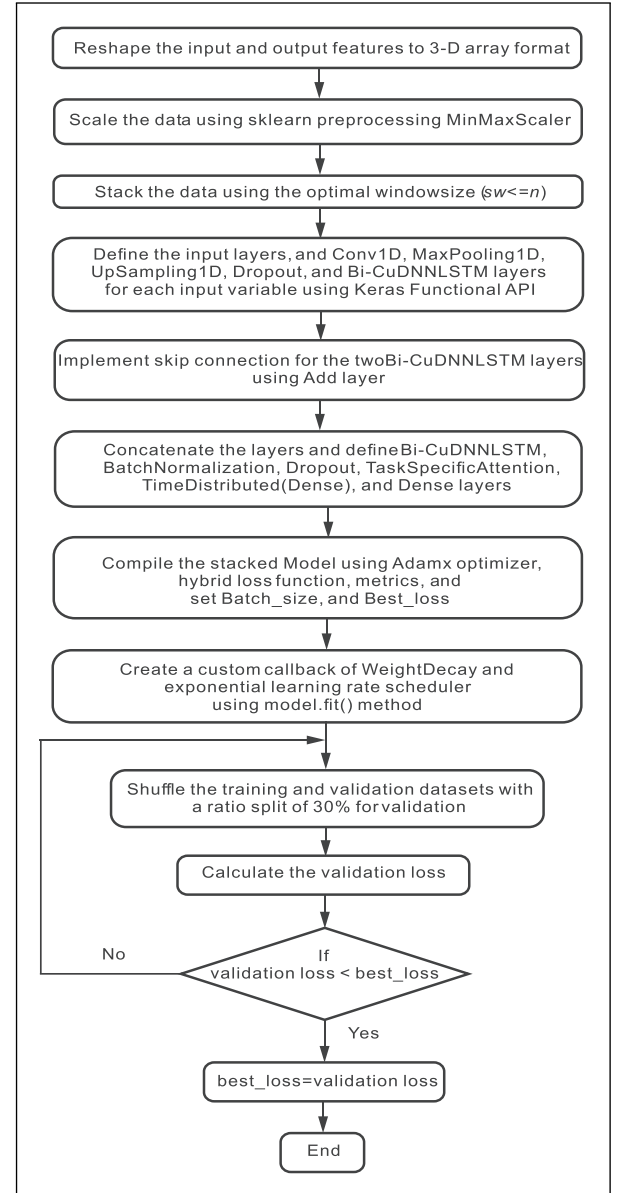 Reshape the input and output features to 3-D array format
Scale the data using sklearn preprocessing MinMaxScaler
Stack the data using the optimal windowsize (sw<=n)
Define the input layers, and Conv1D, MaxPooling1D,
UpSampling1D, Dropout, and Bi-CuDNNLSTM layers
for each input variable using Keras Functional API
Implement skip connection for the twoBi-CuDNNLSTM layers
using Add layer
Concatenate the layers and defineBi-CuDNNLSTM,
BatchNormalization, Dropout, TaskSpecificAttention,
TimeDistributed(Dense), and Dense layers
Compile the stacked Model using Adamx optimizer,
hybrid loss function, metrics, and
set Batch_size, and Best_loss
Create a custom callback of WeightDecay and
exponential learning rate scheduler
using model.fit() method
Shuffle the training and validation datasets with
a ratio split of 30% forvalidation
Calculate the validation loss
No
If
validation loss < best_loss
Yes
best_loss=validation loss
End